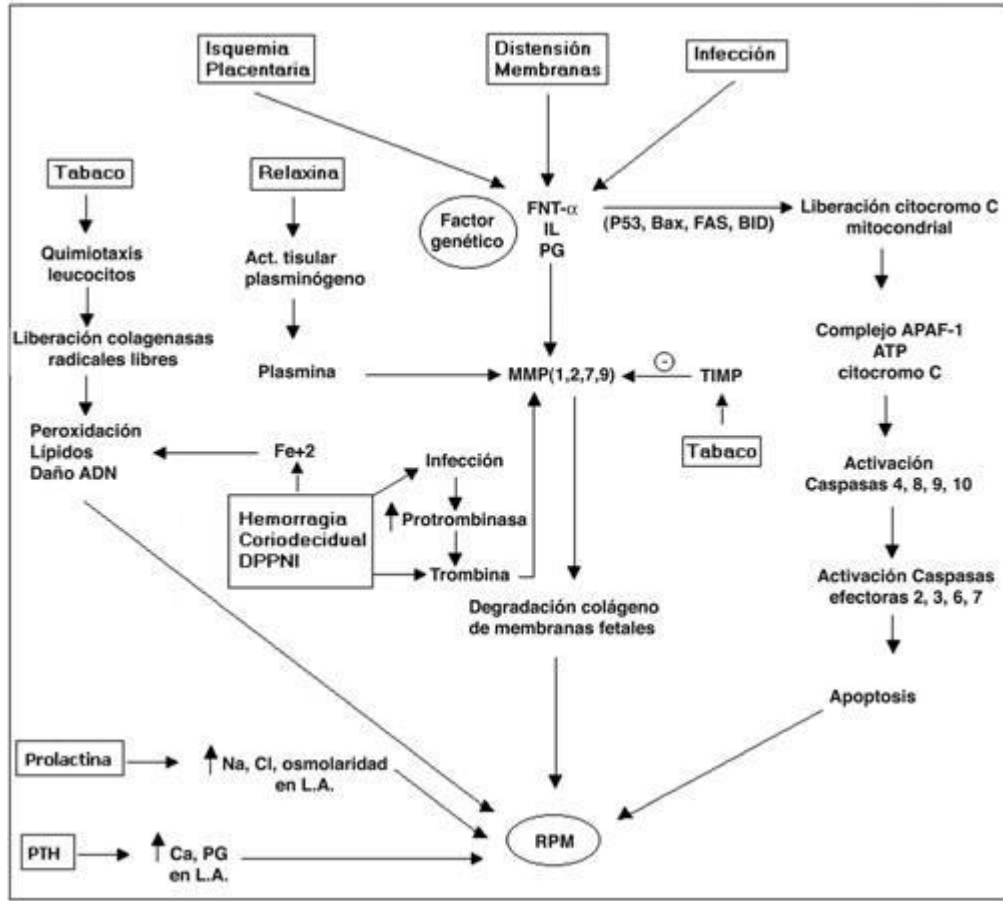 Isquemia
Placentaria
Distensión
Membranas
Infección
Tabaco
Relaxina
Factor
genético
FNT-α
IL
PG
(P53, Bax, FAS, BID)
Liberación citocromo C
mitocondrial
Quimiotaxis
leucocitos
Act. tisular
plasminógeno
Liberación colagenasas
radicales libres
Plasmina
MMP(1,2,7,9)
-
TIMP
Complejo APAF-1
ATP
citocromo C
Tabaco
Peroxidación
Lípidos
Daño ADN
Fe+2
Infección
Protrombinasa
Trombina
Hemorragia
Coriodecidual
DPPNI
Activación
Caspasas 4, 8, 9, 10
Degradación colágeno
de membranas fetales
Activación Caspasas
efectoras 2, 3, 6, 7
Apoptosis
Prolactina
Na, Cl, osmolaridad
en L.A.
PTH
Ca, PG
en L.A.
RPM